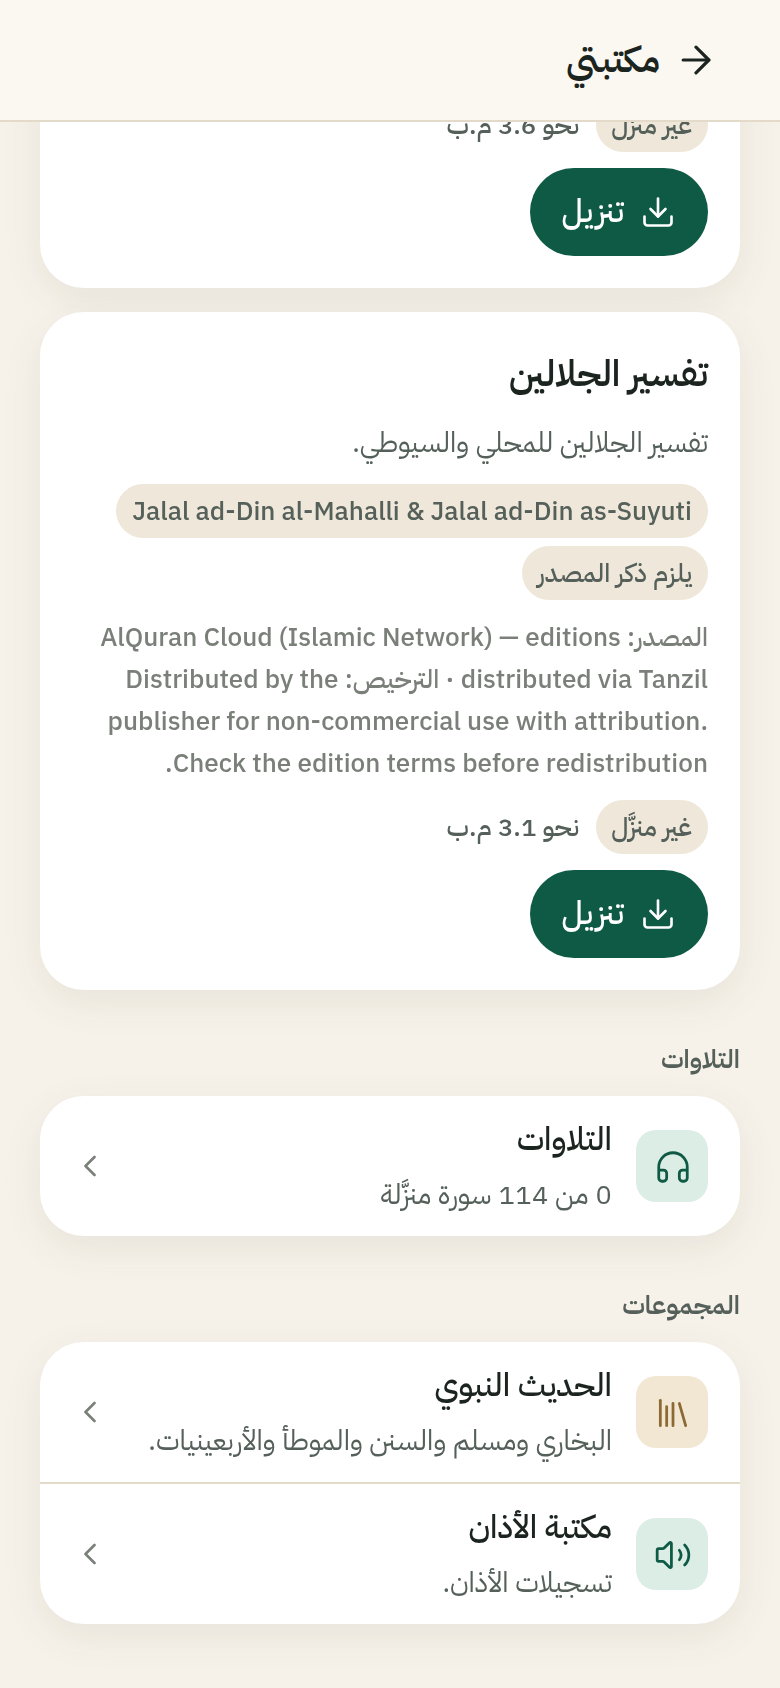 مكتبتي
غير منزَّل نحو 3.6 م.ب
تنزيل
تفسير الجلالين
تفسير الجلالين للمحلي والسيوطي.
Jalal ad-Din al-Mahalli & Jalal ad-Din as-Suyuti
يلزم ذكر المصدر
المصدر: AlQuran Cloud (Islamic Network) — editions
distributed via Tanzil · الترخيص: Distributed by the
publisher for non-commercial use with attribution.
Check the edition terms before redistribution.
غير منزَّل نحو 3.1 م.ب
تنزيل
التلاوات
التلاوات
0 من 114 سورة منزَّلة
المجموعات
الحديث النبوي
البخاري ومسلم والسنن والموطأ والأربعينيات.
مكتبة الأذان
تسجيلات الأذان.